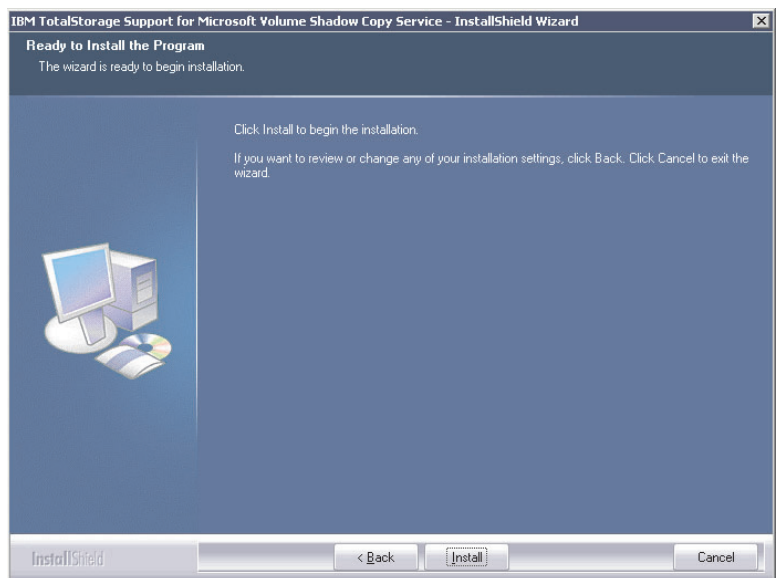 IBM TotalStorage Support for Microsoft Volume Shadow Copy Service - InstallShield Wizard
Ready to Install the Program
The wizard is ready to begin installation.
Click Install to begin the installation.
If you want to review or change any of your installation settings, click Back. Click Cancel to exit the
wizard.
InstallShield
< Back
Install
Cancel